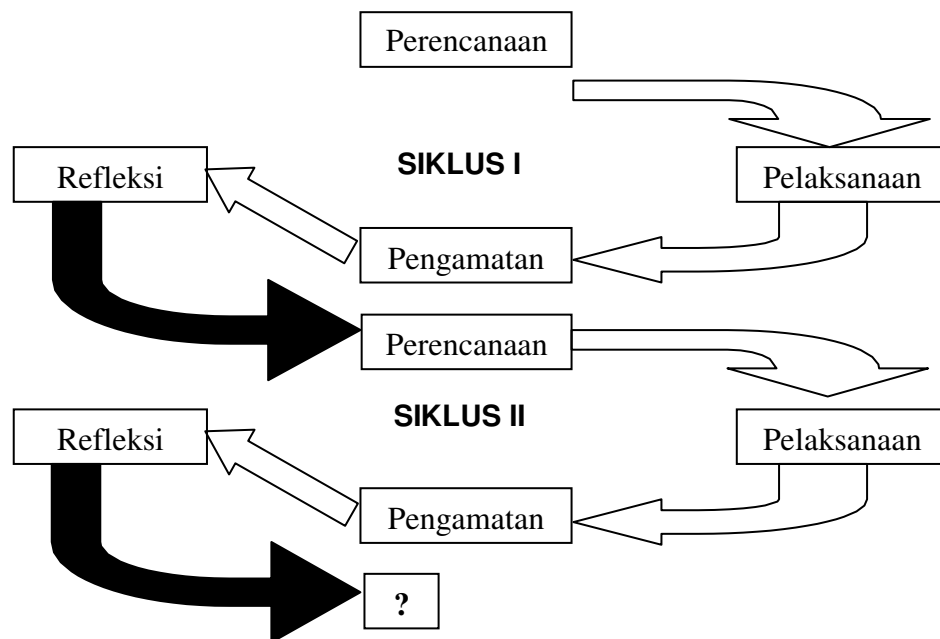 Perencanaan
SIKLUS I
Refleksi
Pelaksanaan
Pengamatan
Perencanaan
SIKLUS II
Refleksi
Pelaksanaan
Pengamatan
?